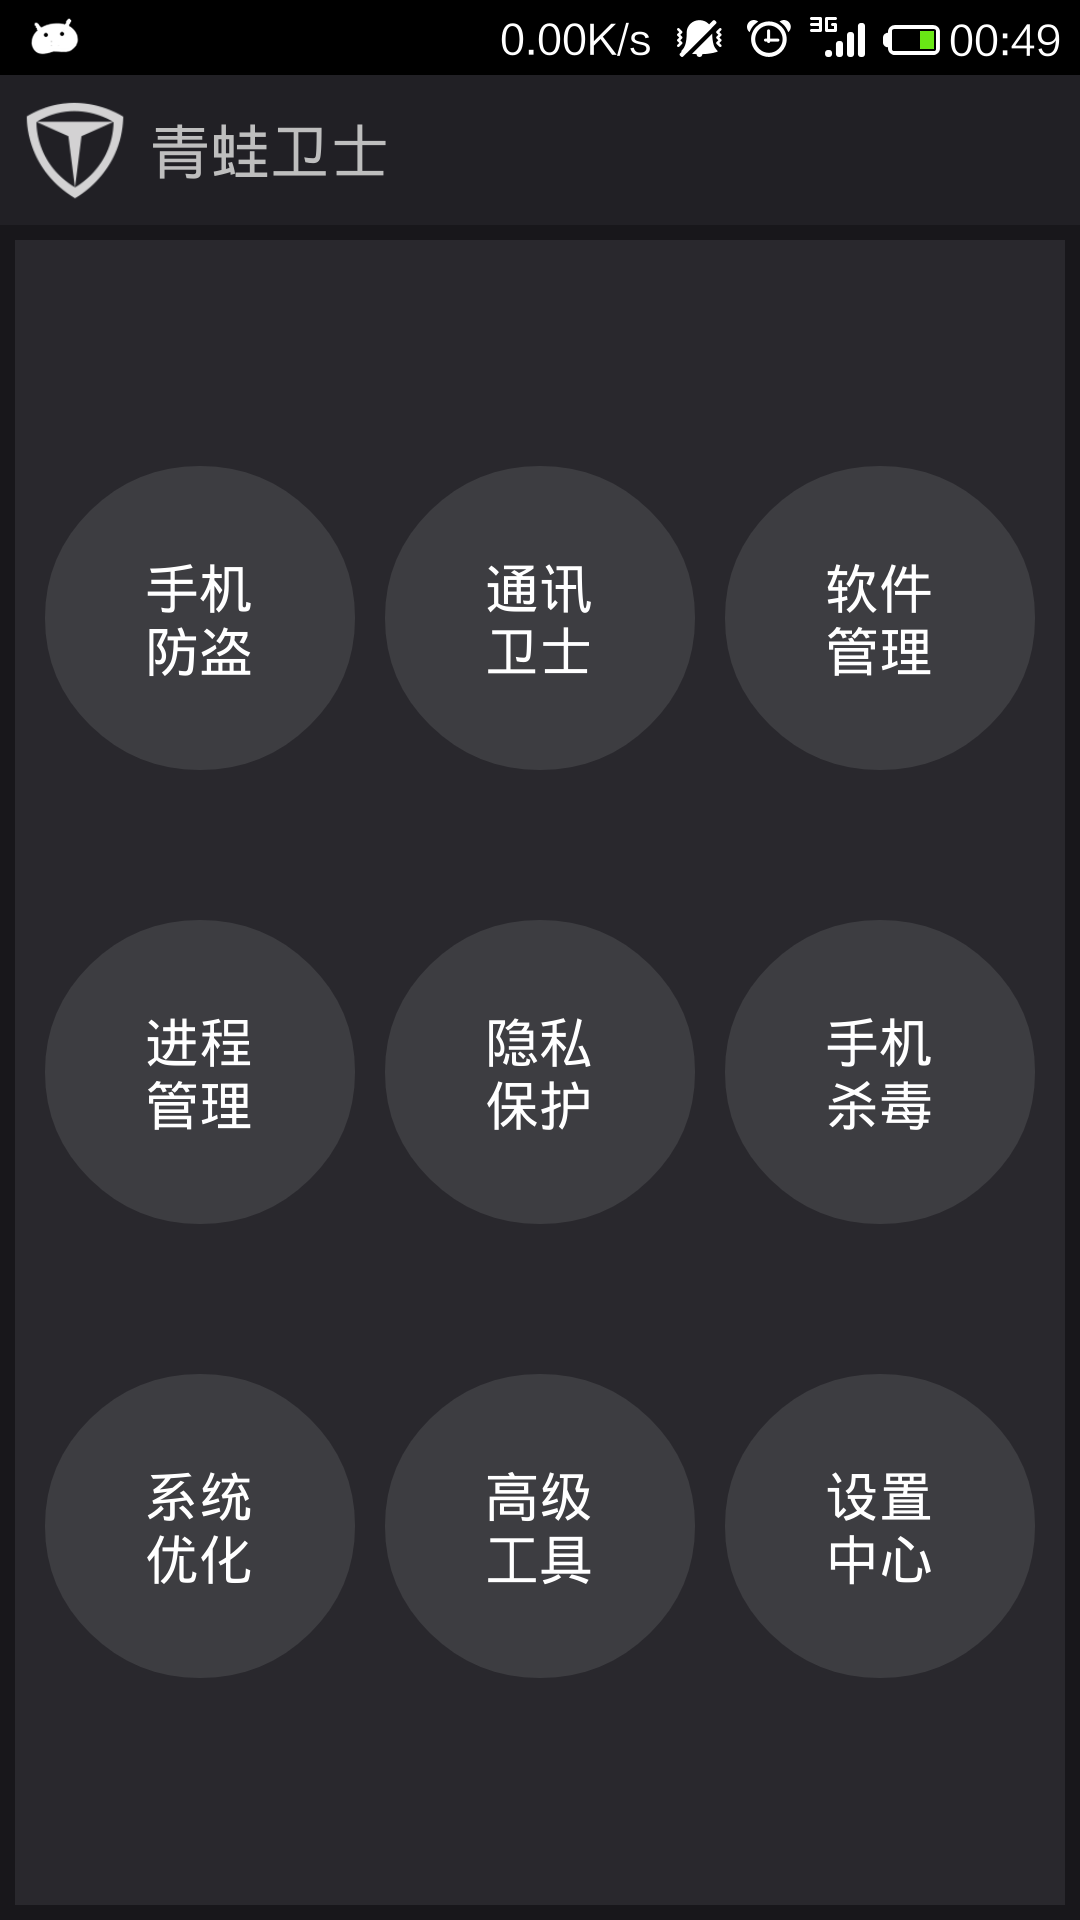 0.00K/s 3G 00:49
青蛙卫士
手机
防盗
通讯
卫士
软件
管理
进程
管理
隐私
保护
手机
杀毒
系统
优化
高级
工具
设置
中心